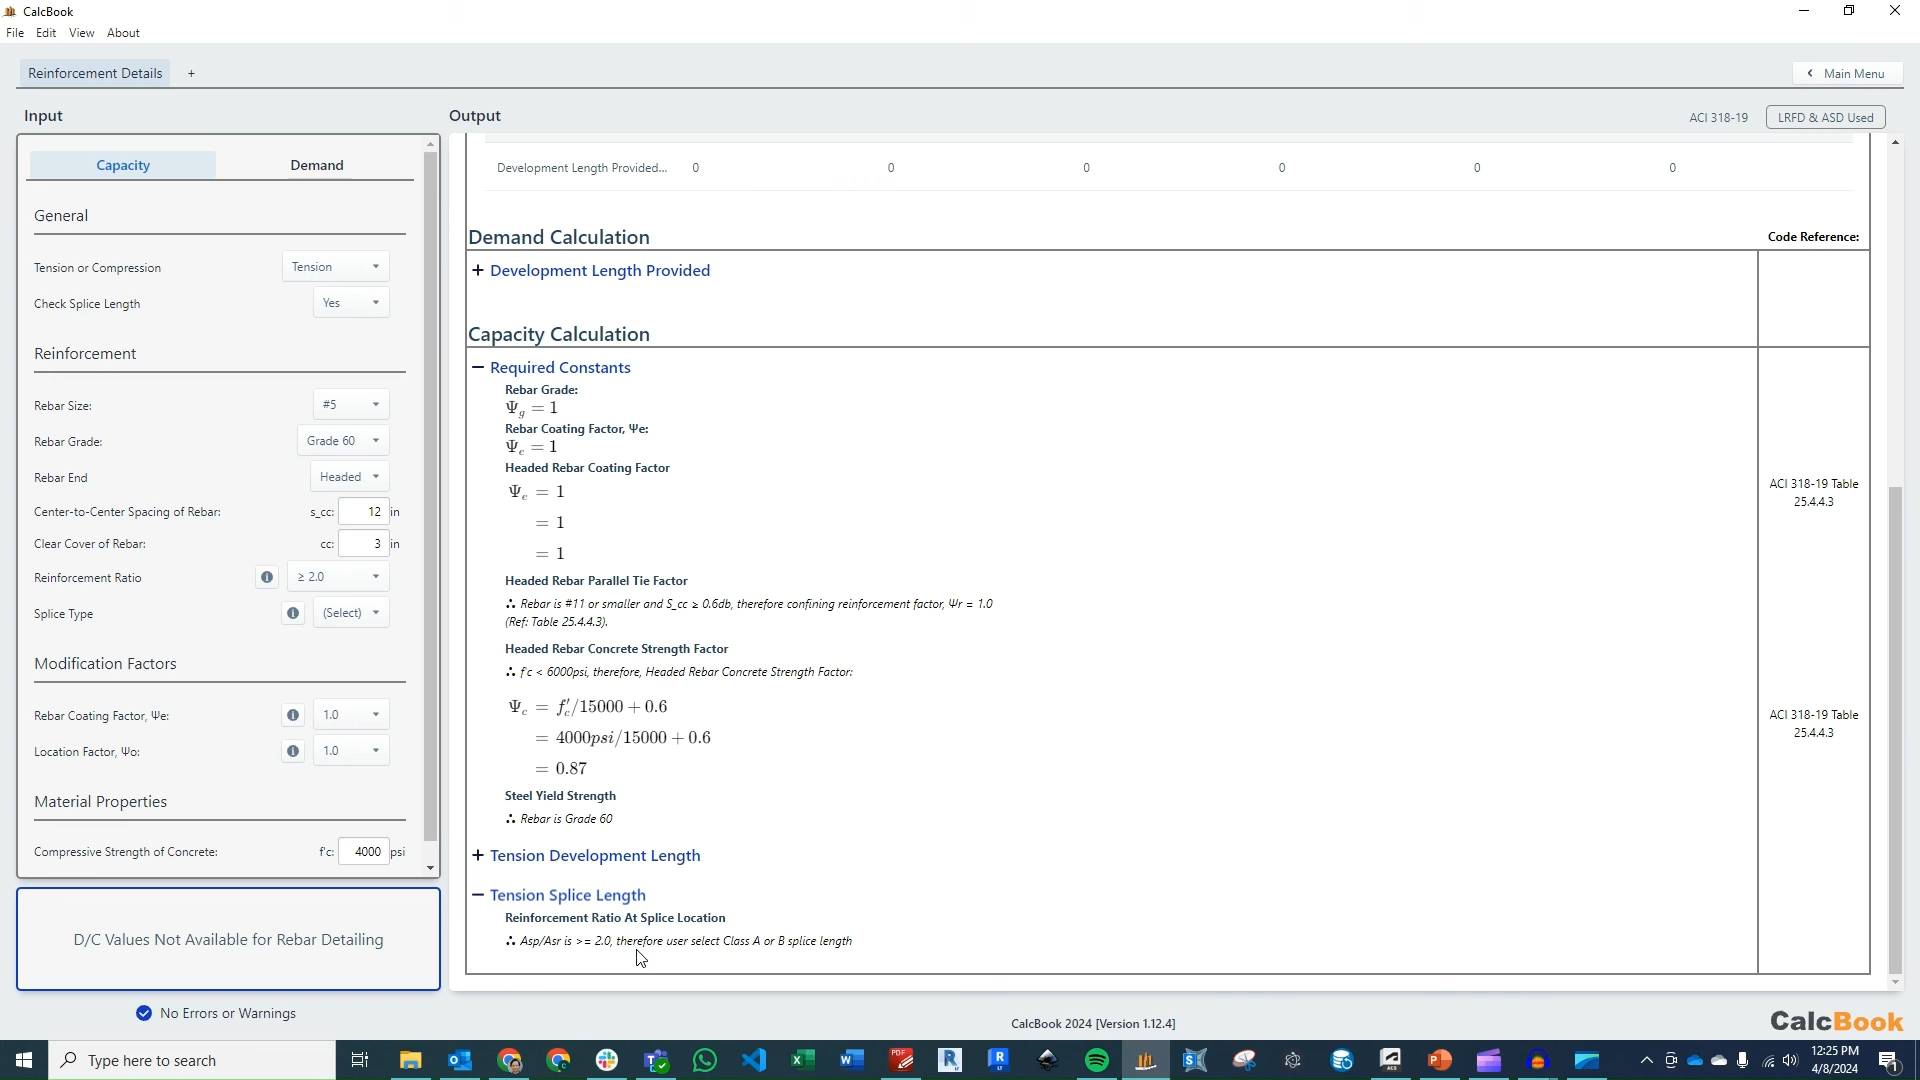 CalcBook
File Edit View About
Reinforcement Details +
Main Menu
Input
Output
ACI 318-19
LRFD & ASD Used
Capacity
Demand
General
Tension or Compression Tension
Check Splice Length Yes
Reinforcement
Rebar Size: #5
Rebar Grade: Grade 60
Rebar End Headed
Center-to-Center Spacing of Rebar: s_cc: 12 in
Clear Cover of Rebar: cc: 3 in
Reinforcement Ratio ≥ 2.0
Splice Type (Select)
Modification Factors
Rebar Coating Factor, Ψe: 1.0
Location Factor, Ψo: 1.0
Material Properties
Compressive Strength of Concrete: f'c: 4000 psi
D/C Values Not Available for Rebar Detailing
No Errors or Warnings
Development Length Provided... 0 0 0 0 0 0
Demand Calculation
Code Reference:
+ Development Length Provided
Capacity Calculation
− Required Constants
Rebar Grade:
Ψg = 1
Rebar Coating Factor, Ψe:
Ψe = 1
Headed Rebar Coating Factor
Ψe = 1
= 1
= 1
ACI 318-19 Table
25.4.4.3
Headed Rebar Parallel Tie Factor
∴ Rebar is #11 or smaller and S_cc ≥ 0.6db, therefore confining reinforcement factor, Ψr = 1.0
(Ref: Table 25.4.4.3).
Headed Rebar Concrete Strength Factor
∴ f'c < 6000psi, therefore, Headed Rebar Concrete Strength Factor:
Ψc = f'c/15000 + 0.6
= 4000psi/15000 + 0.6
= 0.87
ACI 318-19 Table
25.4.4.3
Steel Yield Strength
∴ Rebar is Grade 60
+ Tension Development Length
− Tension Splice Length
Reinforcement Ratio At Splice Location
∴ Asp/Asr is >= 2.0, therefore user select Class A or B splice length
CalcBook 2024 [Version 1.12.4]
CalcBook
Type here to search
12:25 PM
4/8/2024